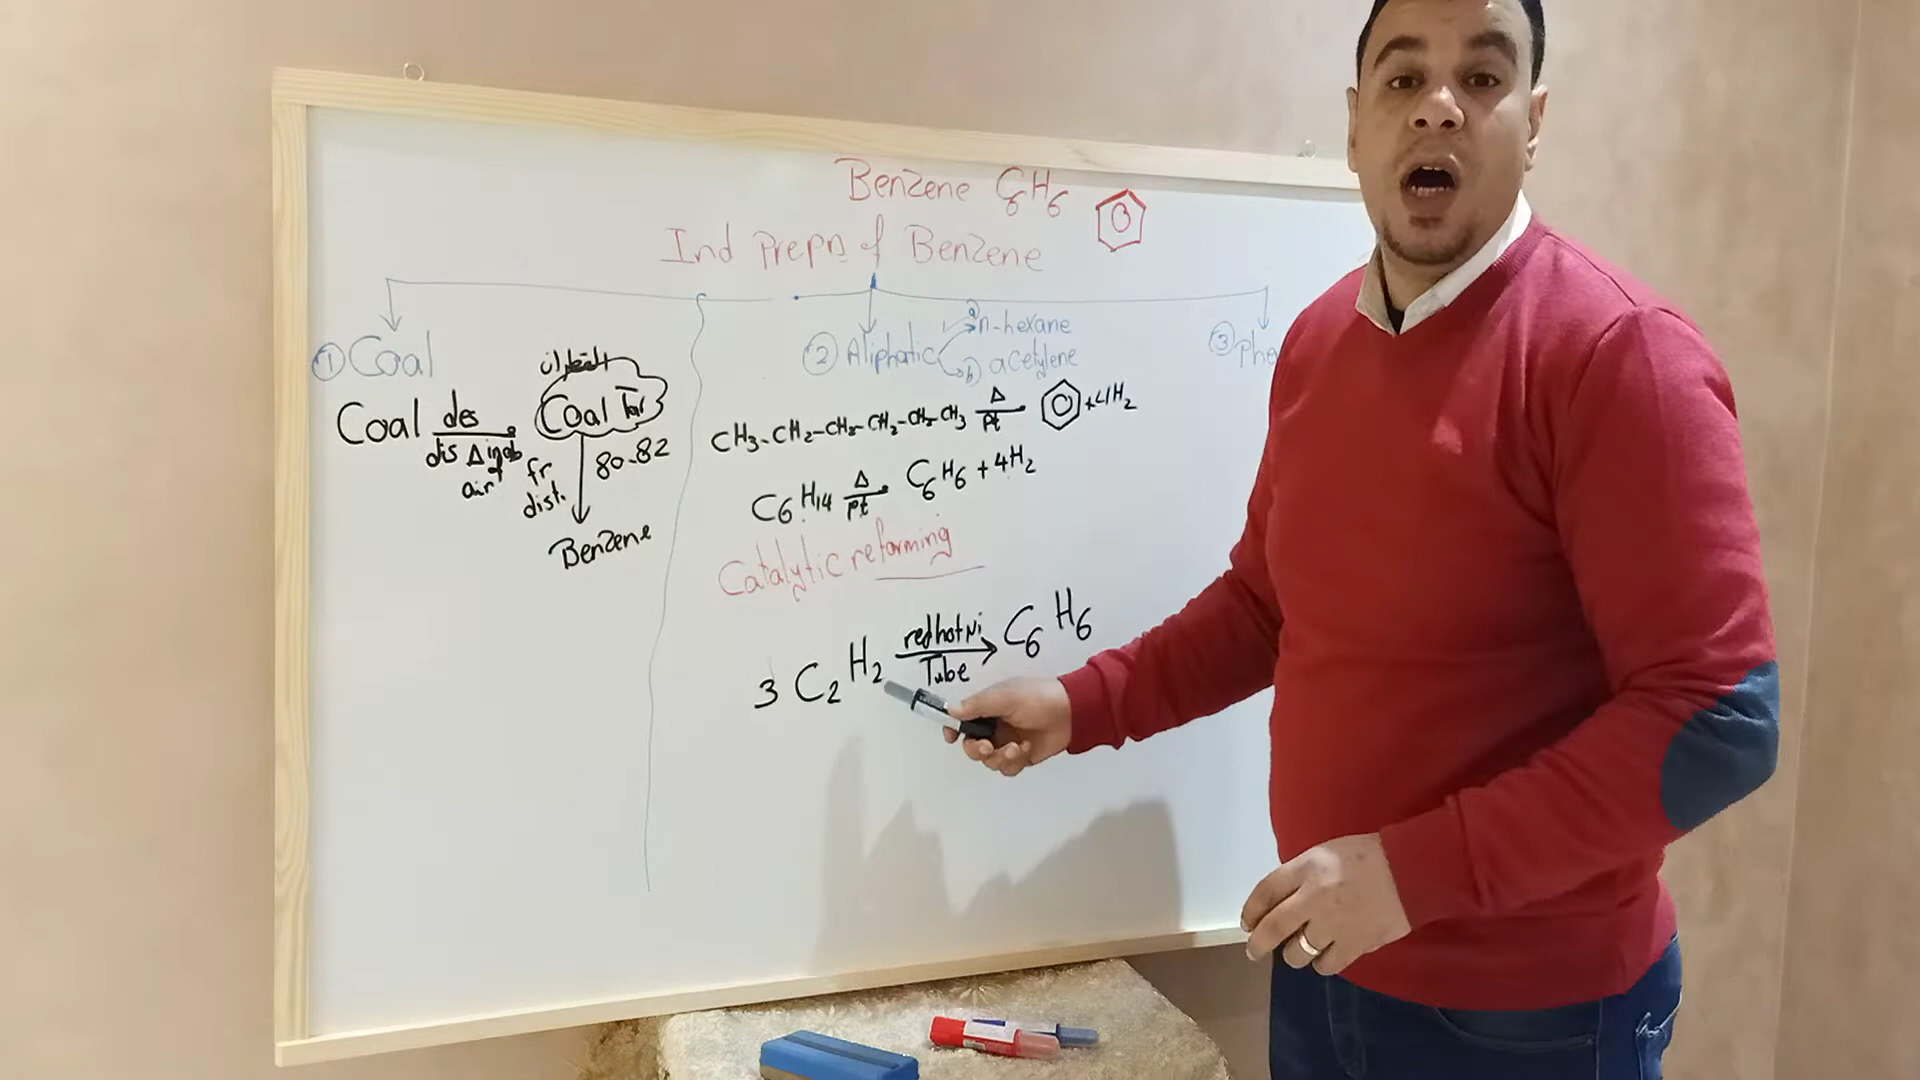 Benzene C6H6
Ind Prepn of Benzene
① Coal
Coal des dis Δ in ab air
Coal Tar
fr dist. 80-82
Benzene
② Aliphatic
a) n-hexane
b) acetylene
CH3-CH2-CH2-CH2-CH2-CH3 Δ pt + 4H2
C6H14 Δ pt C6H6 + 4H2
Catalytic reforming
3 C2H2 red hot Ni Tube C6H6
③ Phe